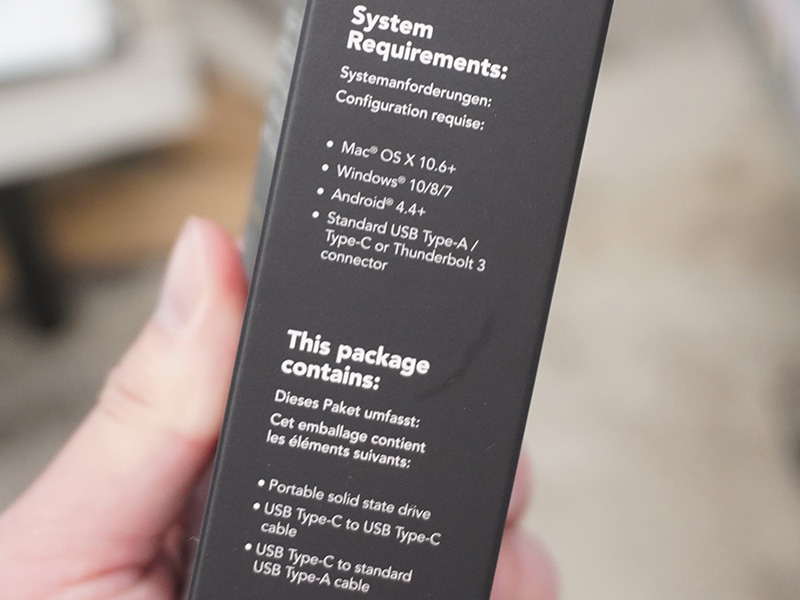 System
Requirements:
Systemanforderungen:
Configuration requise:
• Mac® OS X 10.6+
• Windows® 10/8/7
• Android® 4.4+
• Standard USB Type-A /
Type-C or Thunderbolt 3
connector
This package
contains:
Dieses Paket umfasst:
Cet emballage contient
les éléments suivants:
• Portable solid state drive
• USB Type-C to USB Type-C
cable
• USB Type-C to standard
USB Type-A cable